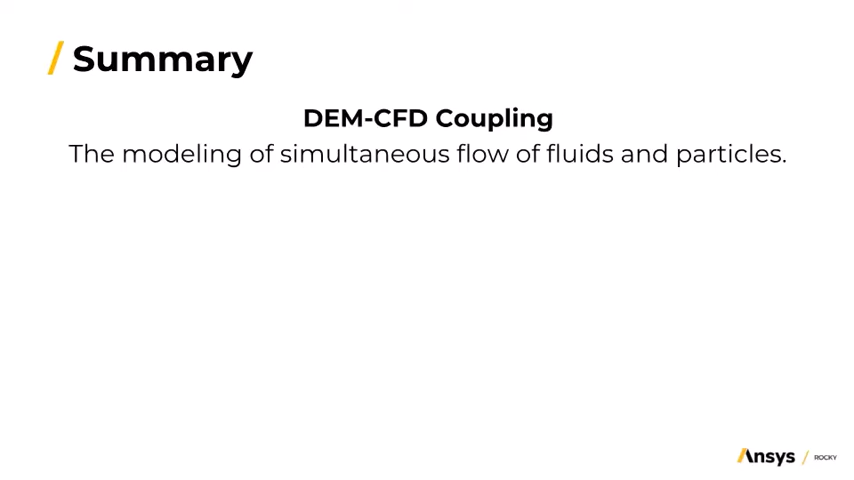 / Summary
DEM-CFD Coupling
The modeling of simultaneous flow of fluids and particles.
Ansys / ROCKY